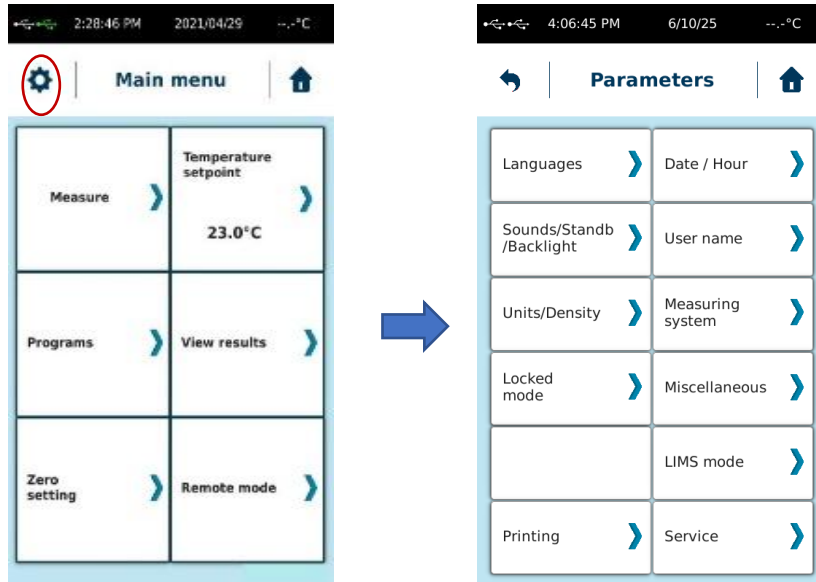 2:28:46 PM 2021/04/29 --.-°C
Main menu
Measure
Temperature
setpoint
23.0°C
Programs
View results
Zero
setting
Remote mode
4:06:45 PM 6/10/25 --.-°C
Parameters
Languages
Date / Hour
Sounds/Standb
/Backlight
User name
Units/Density
Measuring
system
Locked
mode
Miscellaneous
LIMS mode
Printing
Service